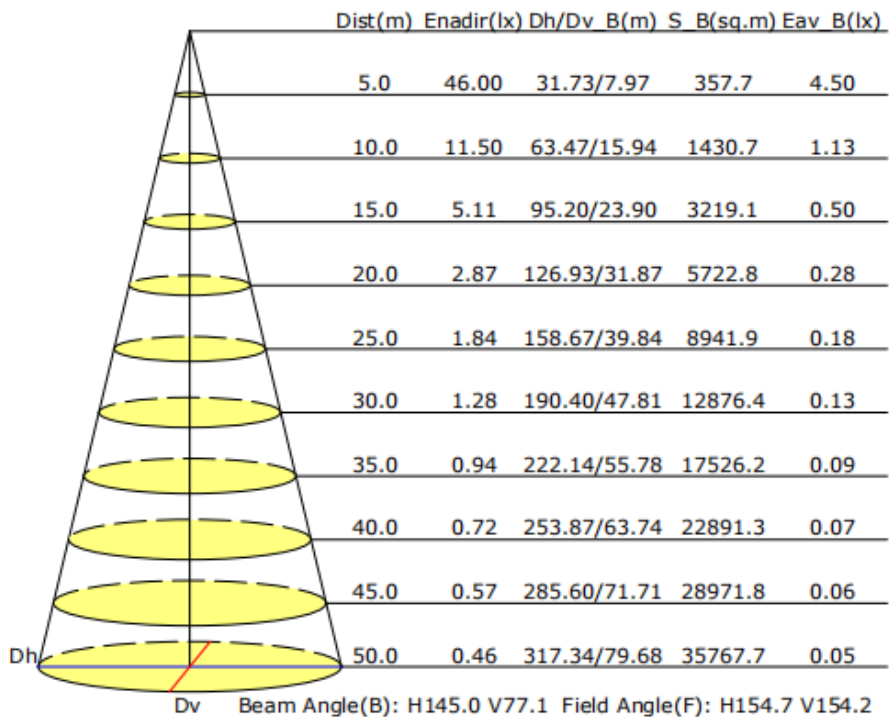 Dist(m) Enadir(lx) Dh/Dv_B(m) S_B(sq.m) Eav_B(lx)
5.0 46.00 31.73/7.97 357.7 4.50
10.0 11.50 63.47/15.94 1430.7 1.13
15.0 5.11 95.20/23.90 3219.1 0.50
20.0 2.87 126.93/31.87 5722.8 0.28
25.0 1.84 158.67/39.84 8941.9 0.18
30.0 1.28 190.40/47.81 12876.4 0.13
35.0 0.94 222.14/55.78 17526.2 0.09
40.0 0.72 253.87/63.74 22891.3 0.07
45.0 0.57 285.60/71.71 28971.8 0.06
Dh 50.0 0.46 317.34/79.68 35767.7 0.05
Dv Beam Angle(B): H145.0 V77.1 Field Angle(F): H154.7 V154.2